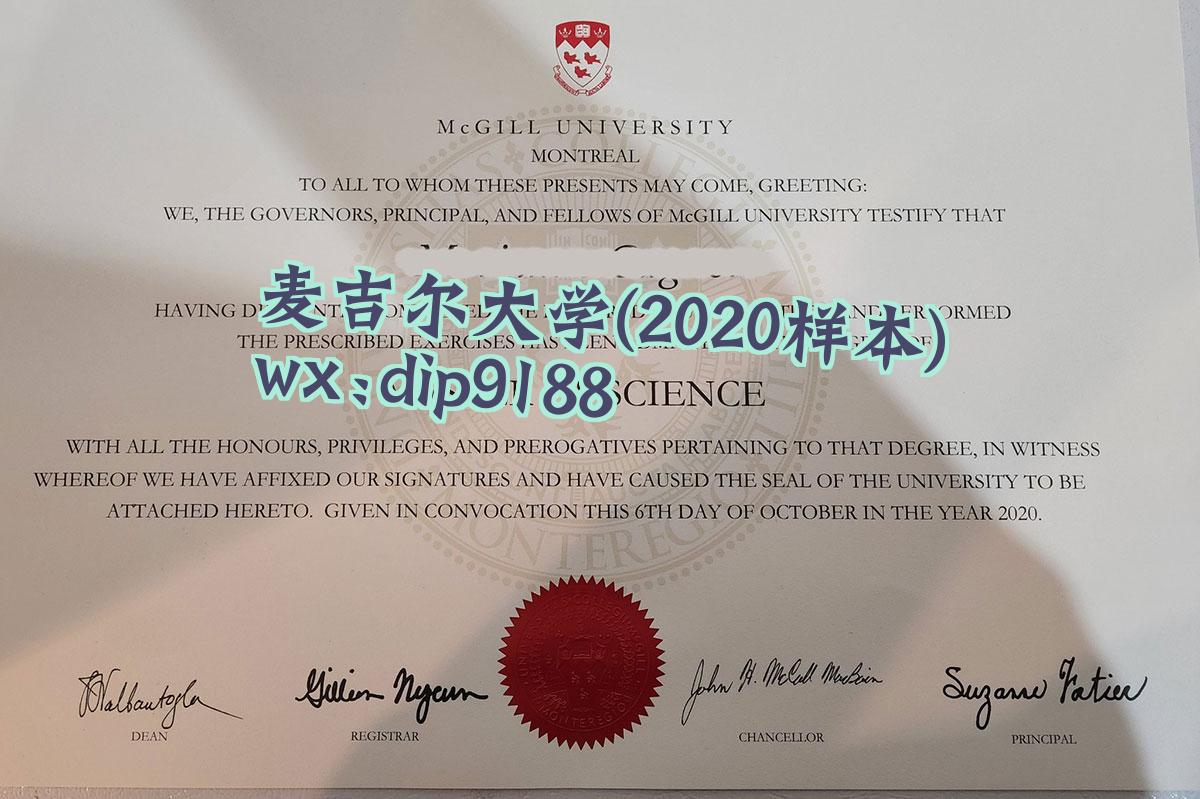 McGILL UNIVERSITY
MONTREAL
TO ALL TO WHOM THESE PRESENTS MAY COME, GREETING:
WE, THE GOVERNORS, PRINCIPAL, AND FELLOWS OF McGILL UNIVERSITY TESTIFY THAT
麦吉尔大学(2020样本)
HAVING
THE PRESCRIBED EXERCISES
wx:dip9188
SCIENCE
WITH ALL THE HONOURS, PRIVILEGES, AND PREROGATIVES PERTAINING TO THAT DEGREE, IN WITNESS
WHEREOF WE HAVE AFFIXED OUR SIGNATURES AND HAVE CAUSED THE SEAL OF THE UNIVERSITY TO BE
ATTACHED HERETO. GIVEN IN CONVOCATION THIS 6TH DAY OF OCTOBER IN THE YEAR 2020.
DEAN
REGISTRAR
CHANCELLOR
PRINCIPAL